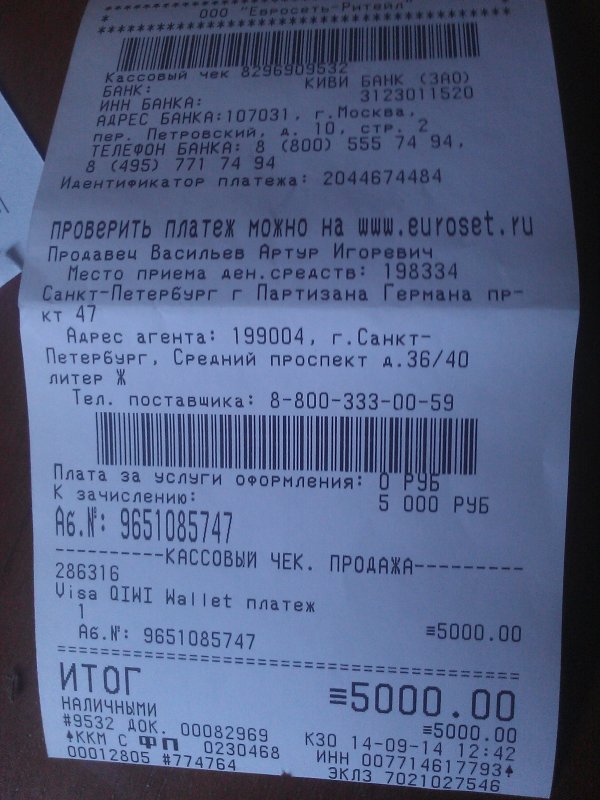 ************************************
* ООО "Евросеть-Ритейл" *
************************************
Кассовый чек 8296909532
БАНК: КИВИ БАНК (ЗАО)
ИНН БАНКА: 3123011520
АДРЕС БАНКА:107031, г.Москва,
пер. Петровский, д. 10, стр. 2
ТЕЛЕФОН БАНКА: 8 (800) 555 74 94,
8 (495) 771 74 94
Идентификатор платежа: 2044674484
ПРОВЕРИТЬ ПЛАТЕЖ МОЖНО НА www.euroset.ru
Продавец Васильев Артур Игоревич
Место приема ден.средств: 198334
Санкт-Петербург г Партизана Германа пр-
кт 47
Адрес агента: 199004, г.Санкт-
Петербург, Средний проспект д.36/40
литер Ж
Тел. поставщика: 8-800-333-00-59
Плата за услуги оформления: 0 РУБ
К зачислению: 5 000 РУБ
Аб.№: 9651085747
----------КАССОВЫЙ ЧЕК. ПРОДАЖА---------
286316
Visa QIWI Wallet платеж
1 ≡5000.00
Аб.№: 9651085747
========================================
ИТОГ ≡5000.00
НАЛИЧНЫМИ ≡5000.00
#9532 ДОК. 00082969 КЗО 14-09-14 12:42
♠ККМ С ФП 0230468 ИНН 007714617793♠
00012805 #774764 ЭКЛЗ 7021027546